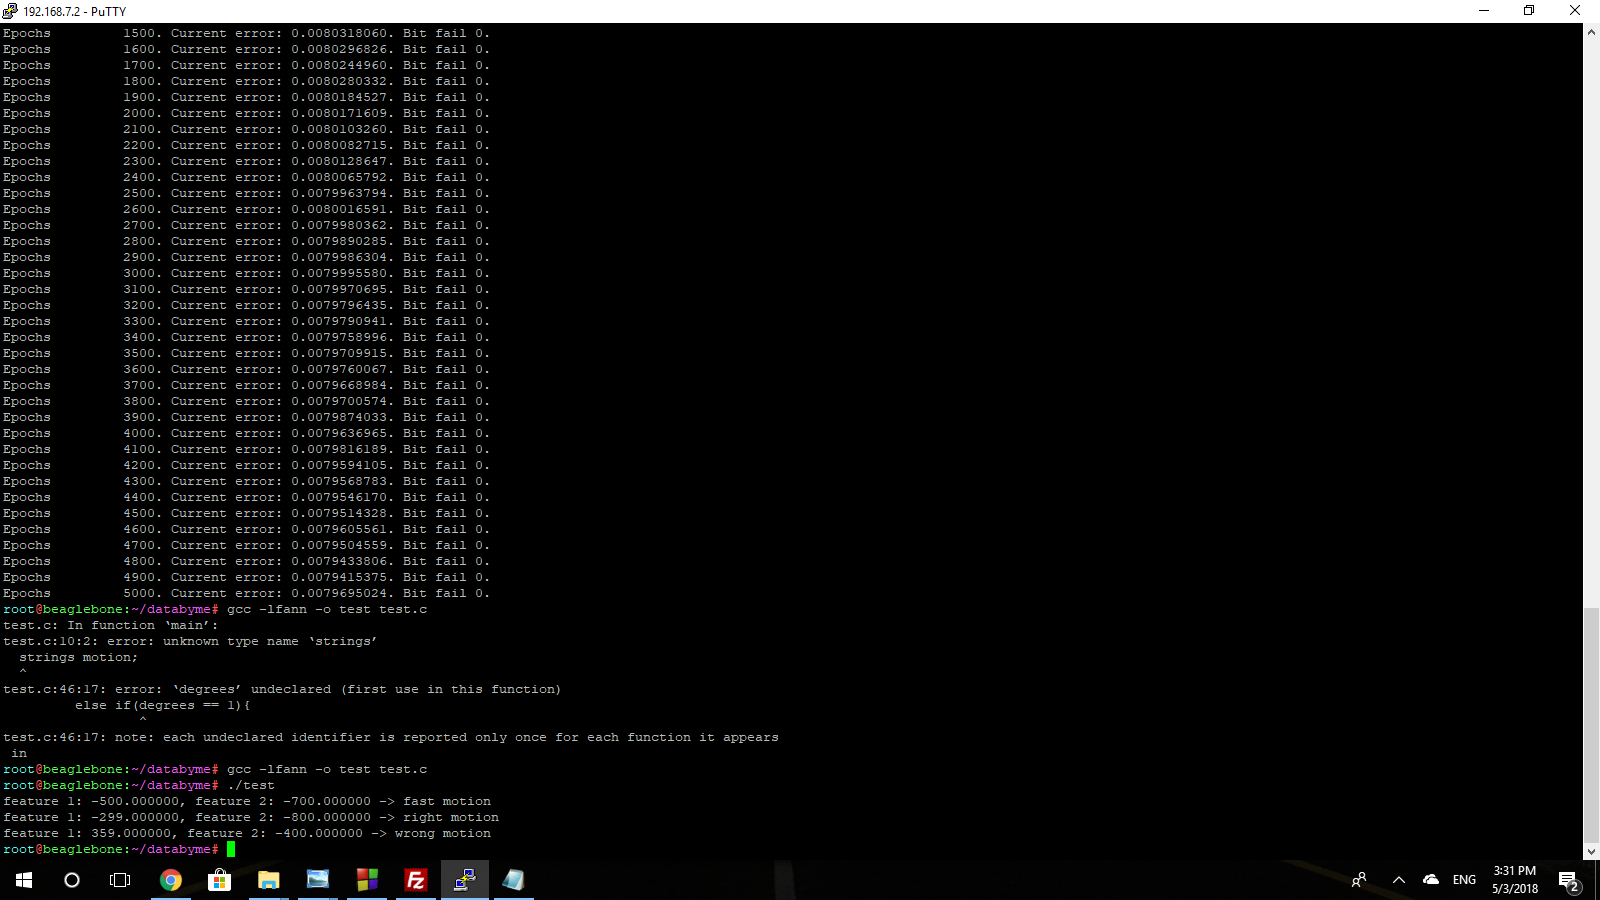 192.168.7.2 - PuTTY
Epochs         1500. Current error: 0.0080318060. Bit fail 0.
Epochs         1600. Current error: 0.0080296826. Bit fail 0.
Epochs         1700. Current error: 0.0080244960. Bit fail 0.
Epochs         1800. Current error: 0.0080280332. Bit fail 0.
Epochs         1900. Current error: 0.0080184527. Bit fail 0.
Epochs         2000. Current error: 0.0080171609. Bit fail 0.
Epochs         2100. Current error: 0.0080103260. Bit fail 0.
Epochs         2200. Current error: 0.0080082715. Bit fail 0.
Epochs         2300. Current error: 0.0080128647. Bit fail 0.
Epochs         2400. Current error: 0.0080065792. Bit fail 0.
Epochs         2500. Current error: 0.0079963794. Bit fail 0.
Epochs         2600. Current error: 0.0080016591. Bit fail 0.
Epochs         2700. Current error: 0.0079980362. Bit fail 0.
Epochs         2800. Current error: 0.0079890285. Bit fail 0.
Epochs         2900. Current error: 0.0079986304. Bit fail 0.
Epochs         3000. Current error: 0.0079995580. Bit fail 0.
Epochs         3100. Current error: 0.0079970695. Bit fail 0.
Epochs         3200. Current error: 0.0079796435. Bit fail 0.
Epochs         3300. Current error: 0.0079790941. Bit fail 0.
Epochs         3400. Current error: 0.0079758996. Bit fail 0.
Epochs         3500. Current error: 0.0079709915. Bit fail 0.
Epochs         3600. Current error: 0.0079760067. Bit fail 0.
Epochs         3700. Current error: 0.0079668984. Bit fail 0.
Epochs         3800. Current error: 0.0079700574. Bit fail 0.
Epochs         3900. Current error: 0.0079874033. Bit fail 0.
Epochs         4000. Current error: 0.0079636965. Bit fail 0.
Epochs         4100. Current error: 0.0079816189. Bit fail 0.
Epochs         4200. Current error: 0.0079594105. Bit fail 0.
Epochs         4300. Current error: 0.0079568783. Bit fail 0.
Epochs         4400. Current error: 0.0079546170. Bit fail 0.
Epochs         4500. Current error: 0.0079514328. Bit fail 0.
Epochs         4600. Current error: 0.0079605561. Bit fail 0.
Epochs         4700. Current error: 0.0079504559. Bit fail 0.
Epochs         4800. Current error: 0.0079433806. Bit fail 0.
Epochs         4900. Current error: 0.0079415375. Bit fail 0.
Epochs         5000. Current error: 0.0079695024. Bit fail 0.
root@beaglebone:~/databyme# gcc -lfann -o test test.c
test.c: In function ‘main’:
test.c:10:2: error: unknown type name ‘strings’
  strings motion;
  ^
test.c:46:17: error: ‘degrees’ undeclared (first use in this function)
         else if(degrees == 1){
                 ^
test.c:46:17: note: each undeclared identifier is reported only once for each function it appears
 in
root@beaglebone:~/databyme# gcc -lfann -o test test.c
root@beaglebone:~/databyme# ./test
feature 1: -500.000000, feature 2: -700.000000 -> fast motion
feature 1: -299.000000, feature 2: -800.000000 -> right motion
feature 1: 359.000000, feature 2: -400.000000 -> wrong motion
root@beaglebone:~/databyme#
Fz
ENG
3:31 PM
5/3/2018
2